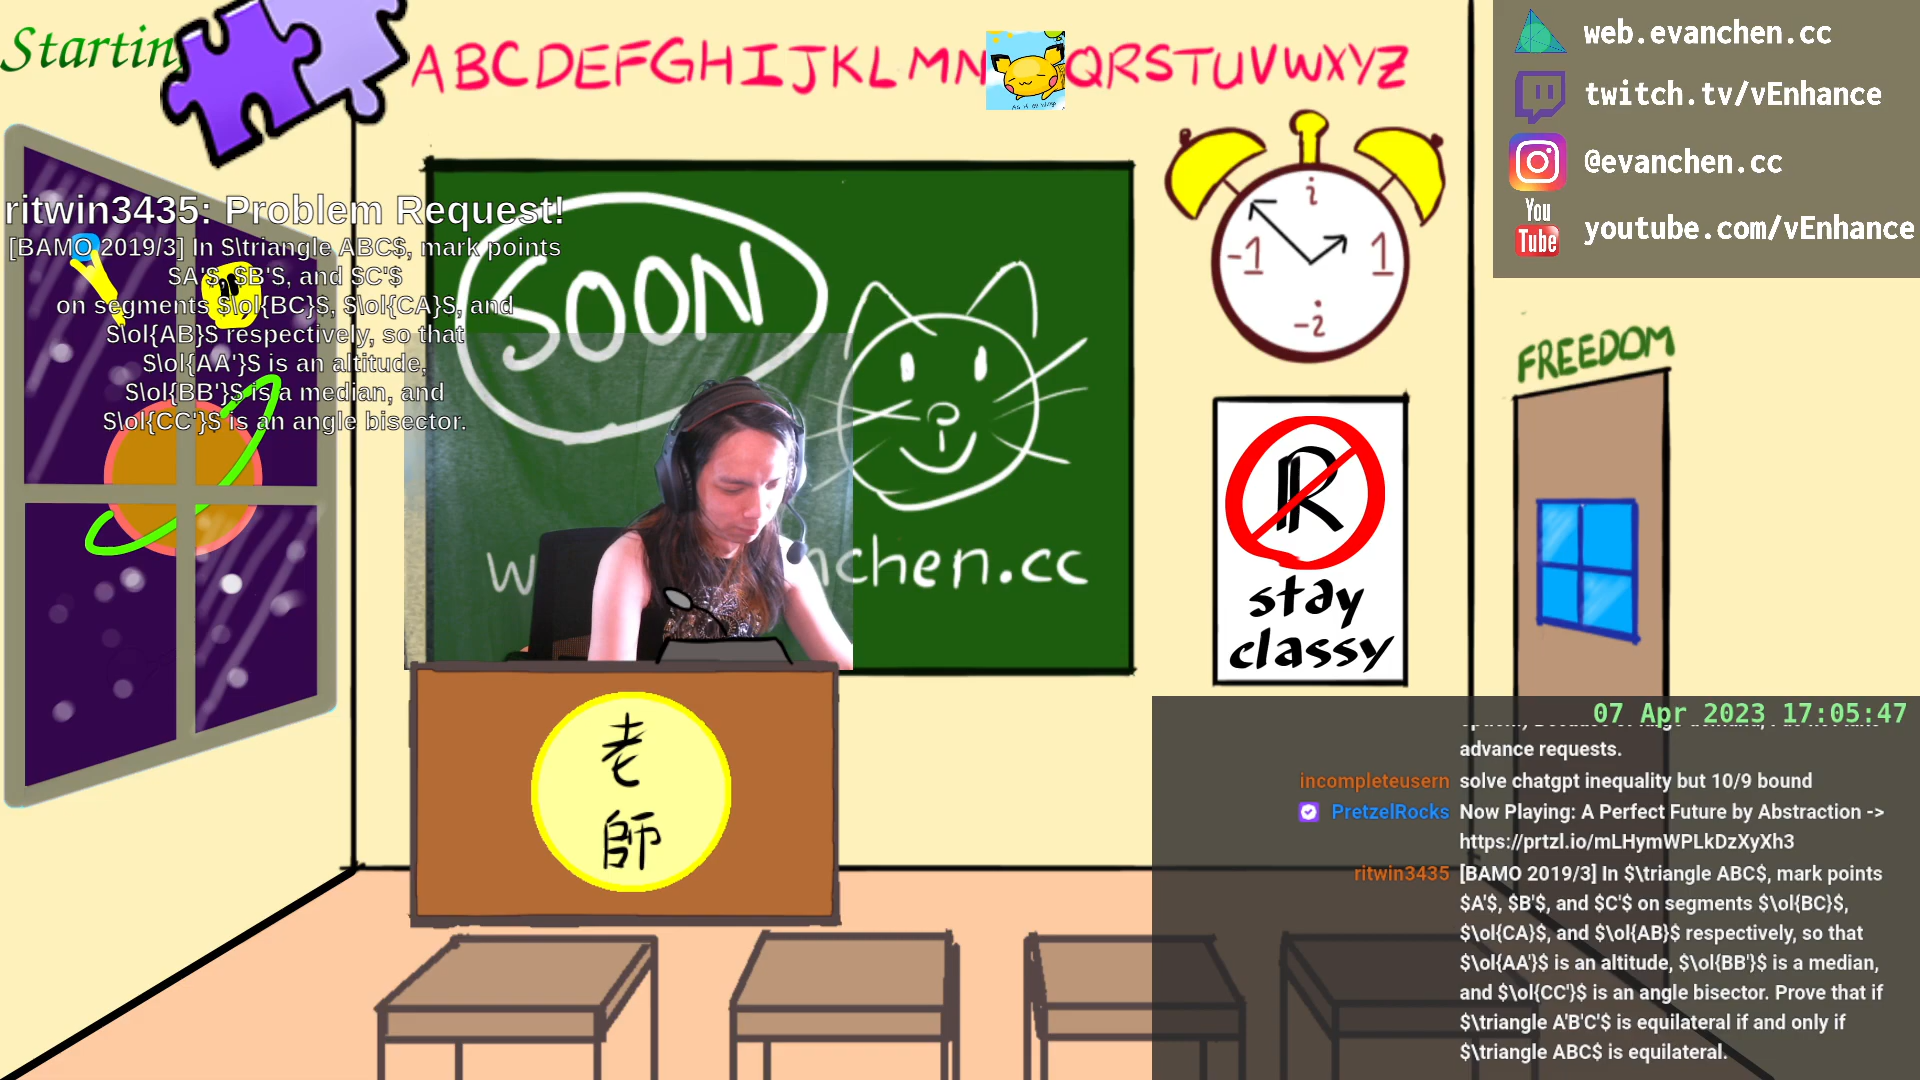 Startin
ABCDEFGHIJKLMN QRSTUVWXYZ
web.evanchen.cc
twitch.tv/vEnhance
@evanchen.cc
You
Tube
youtube.com/vEnhance
ritwin3435: Problem Request!
[BAMO 2019/3] In $\triangle ABC$, mark points
$A'$, $B'$, and $C'$
on segments $\ol{BC}$, $\ol{CA}$, and
$\ol{AB}$ respectively, so that
$\ol{AA'}$ is an altitude,
$\ol{BB'}$ is a median, and
$\ol{CC'}$ is an angle bisector.
SOON
w nchen.cc
i
-1
1
-i
FREEDOM
R
stay
classy
老
師
07 Apr 2023 17:05:47
advance requests.
incompleteusern solve chatgpt inequality but 10/9 bound
PretzelRocks Now Playing: A Perfect Future by Abstraction ->
https://prtzl.io/mLHymWPLkDzXyXh3
ritwin3435 [BAMO 2019/3] In $\triangle ABC$, mark points
$A'$, $B'$, and $C'$ on segments $\ol{BC}$,
$\ol{CA}$, and $\ol{AB}$ respectively, so that
$\ol{AA'}$ is an altitude, $\ol{BB'}$ is a median,
and $\ol{CC'}$ is an angle bisector. Prove that if
$\triangle A'B'C'$ is equilateral if and only if
$\triangle ABC$ is equilateral.